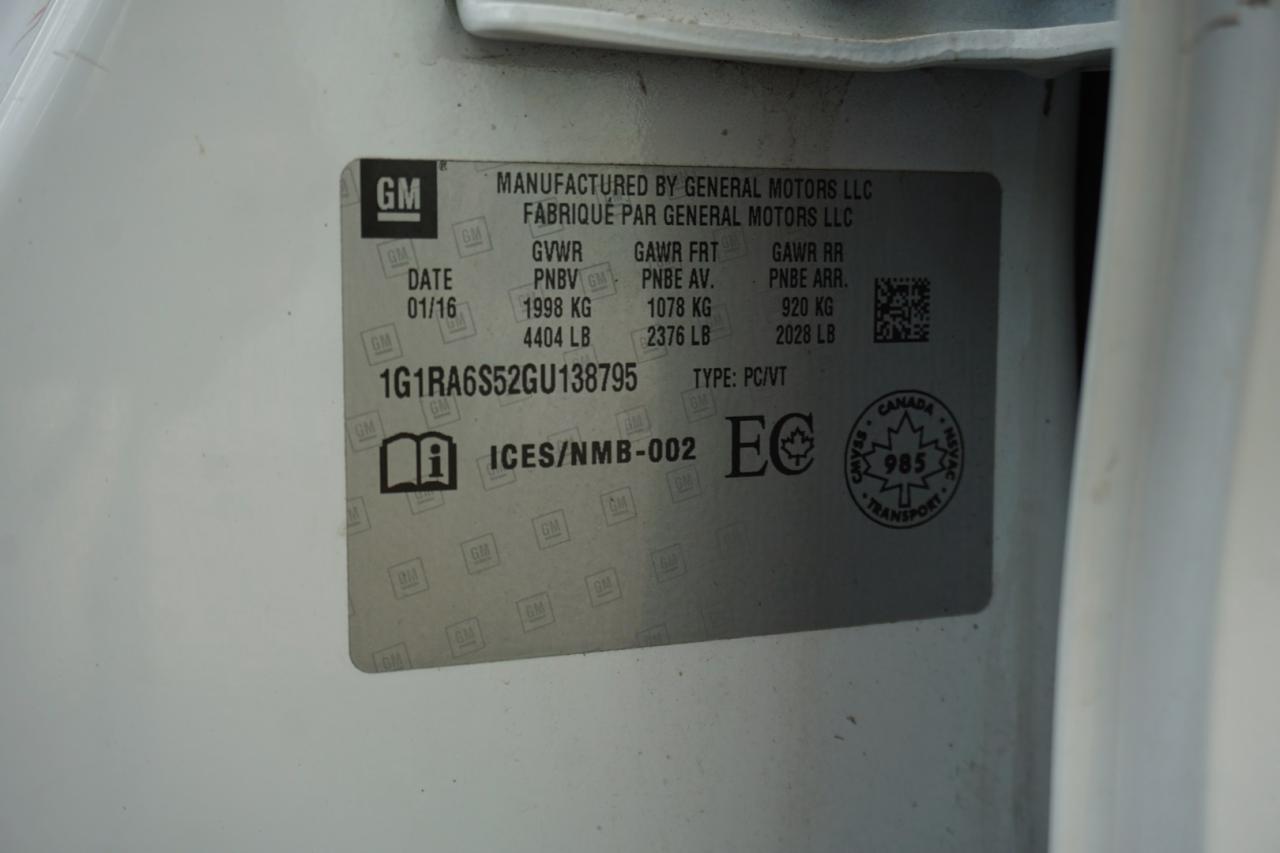 GM
MANUFACTURED BY GENERAL MOTORS LLC
FABRIQUÉ PAR GENERAL MOTORS LLC
GVWR GAWR FRT GAWR RR
DATE PNBV PNBE AV. PNBE ARR.
01/16 1998 KG 1078 KG 920 KG
4404 LB 2376 LB 2028 LB
1G1RA6S52GU138795 TYPE: PC/VT
i ICES/NMB-002 EC
CANADA
CMVSS 985 NSVAC
TRANSPORT